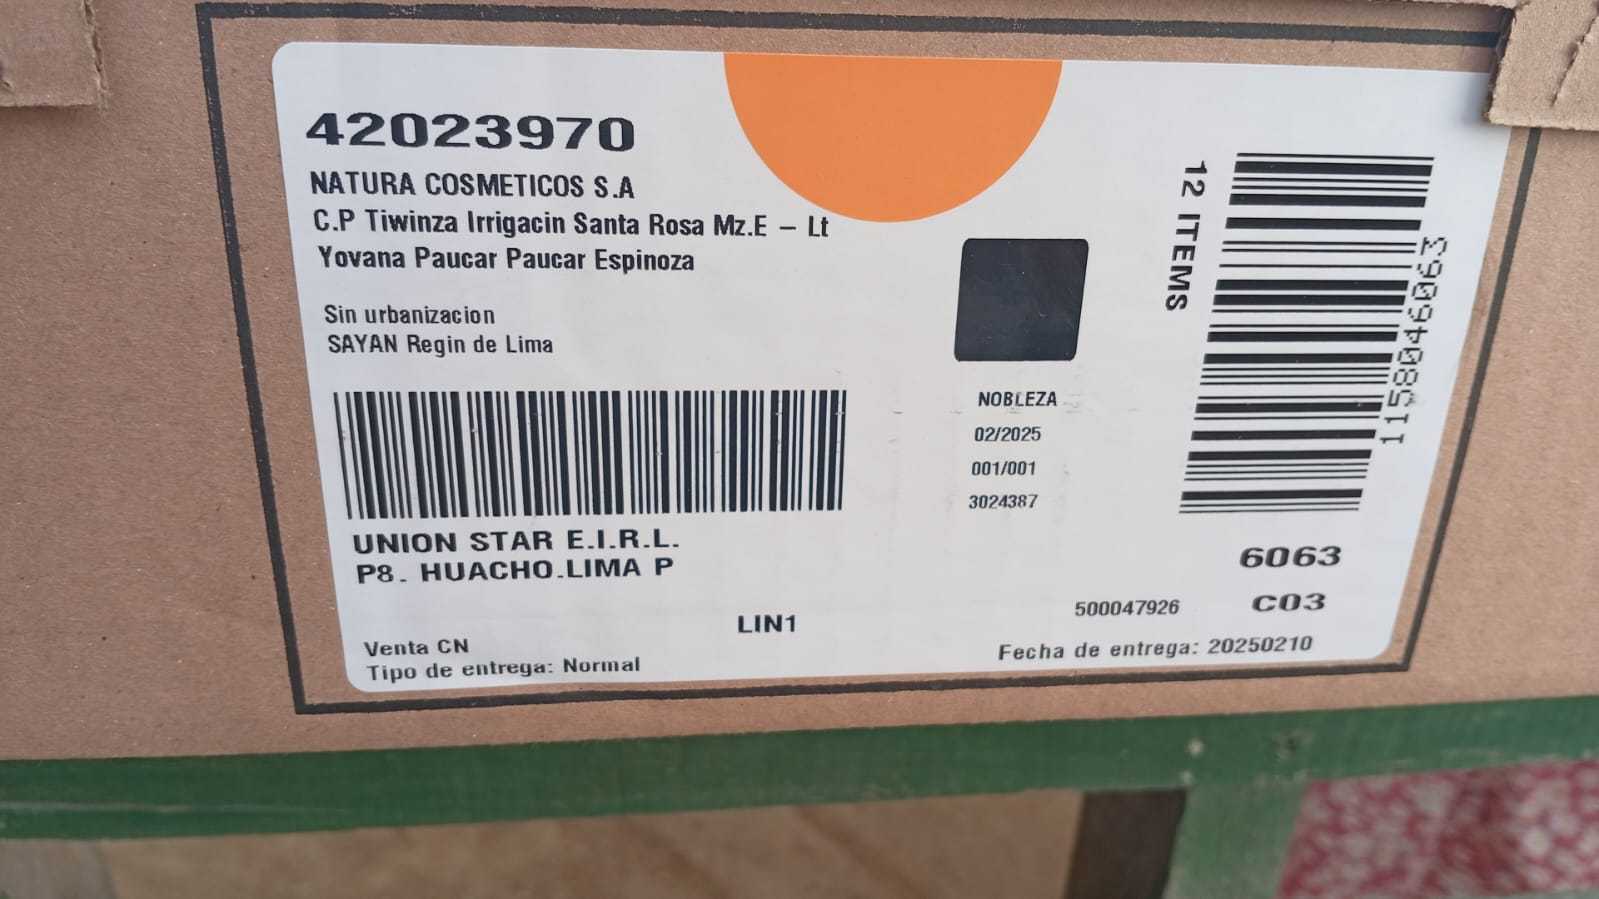 42023970
NATURA COSMETICOS S.A
C.P Tiwinza Irrigacin Santa Rosa Mz.E – Lt
Yovana Paucar Paucar Espinoza
Sin urbanizacion
SAYAN Regin de Lima
UNION STAR E.I.R.L.
P8. HUACHO.LIMA P
LIN1
Venta CN
Tipo de entrega: Normal
NOBLEZA
02/2025
001/001
3024387
12 ITEMS
1158046063
6063
500047926
C03
Fecha de entrega: 20250210